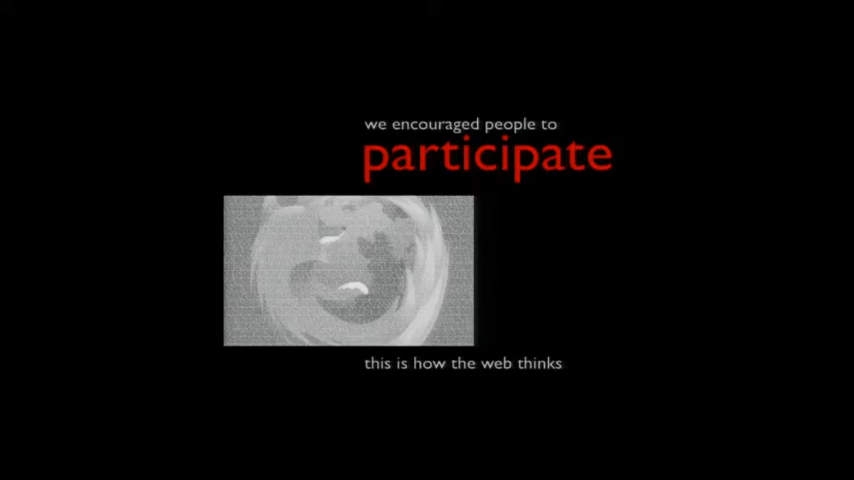 we encouraged people to
participate
this is how the web thinks